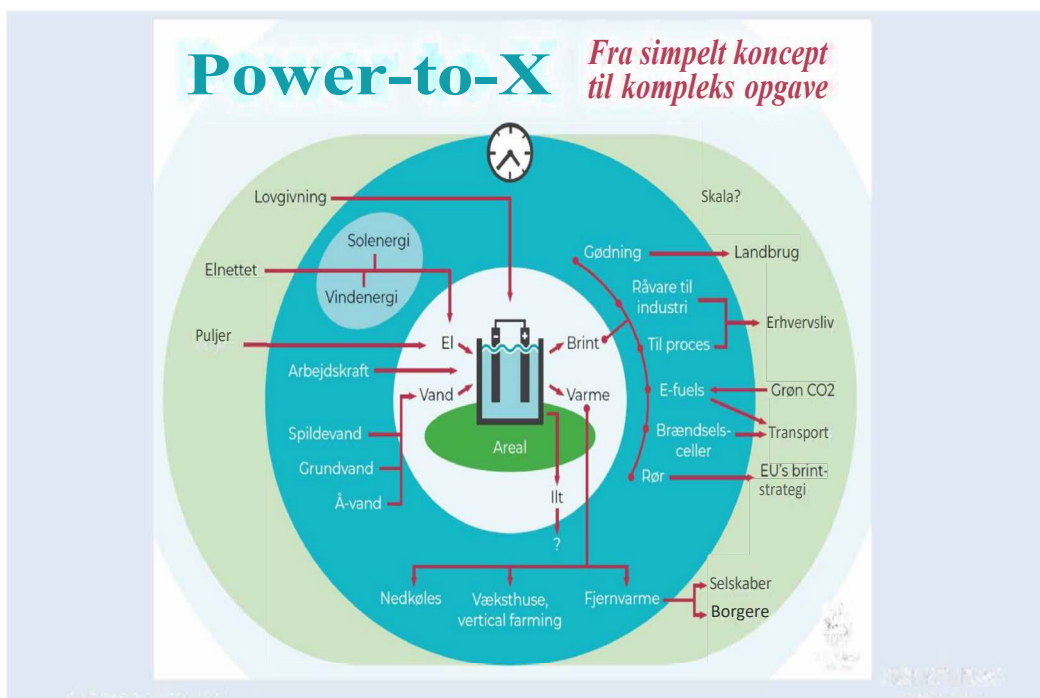 Power-to-X
Fra simpelt koncept
til kompleks opgave
Lovgivning
Skala?
Solenergi
Elnettet
Vindenergi
Gødning
Landbrug
Råvare til
industri
Erhvervsliv
Puljer
El
Brint
Til proces
Arbejdskraft
Vand
Varme
E-fuels
Grøn CO2
Spildevand
Areal
Brændsels-
celler
Transport
Grundvand
Rør
EU's brint-
strategi
Å-vand
Ilt
?
Nedkøles
Væksthuse,
vertical farming
Fjernvarme
Selskaber
Borgere